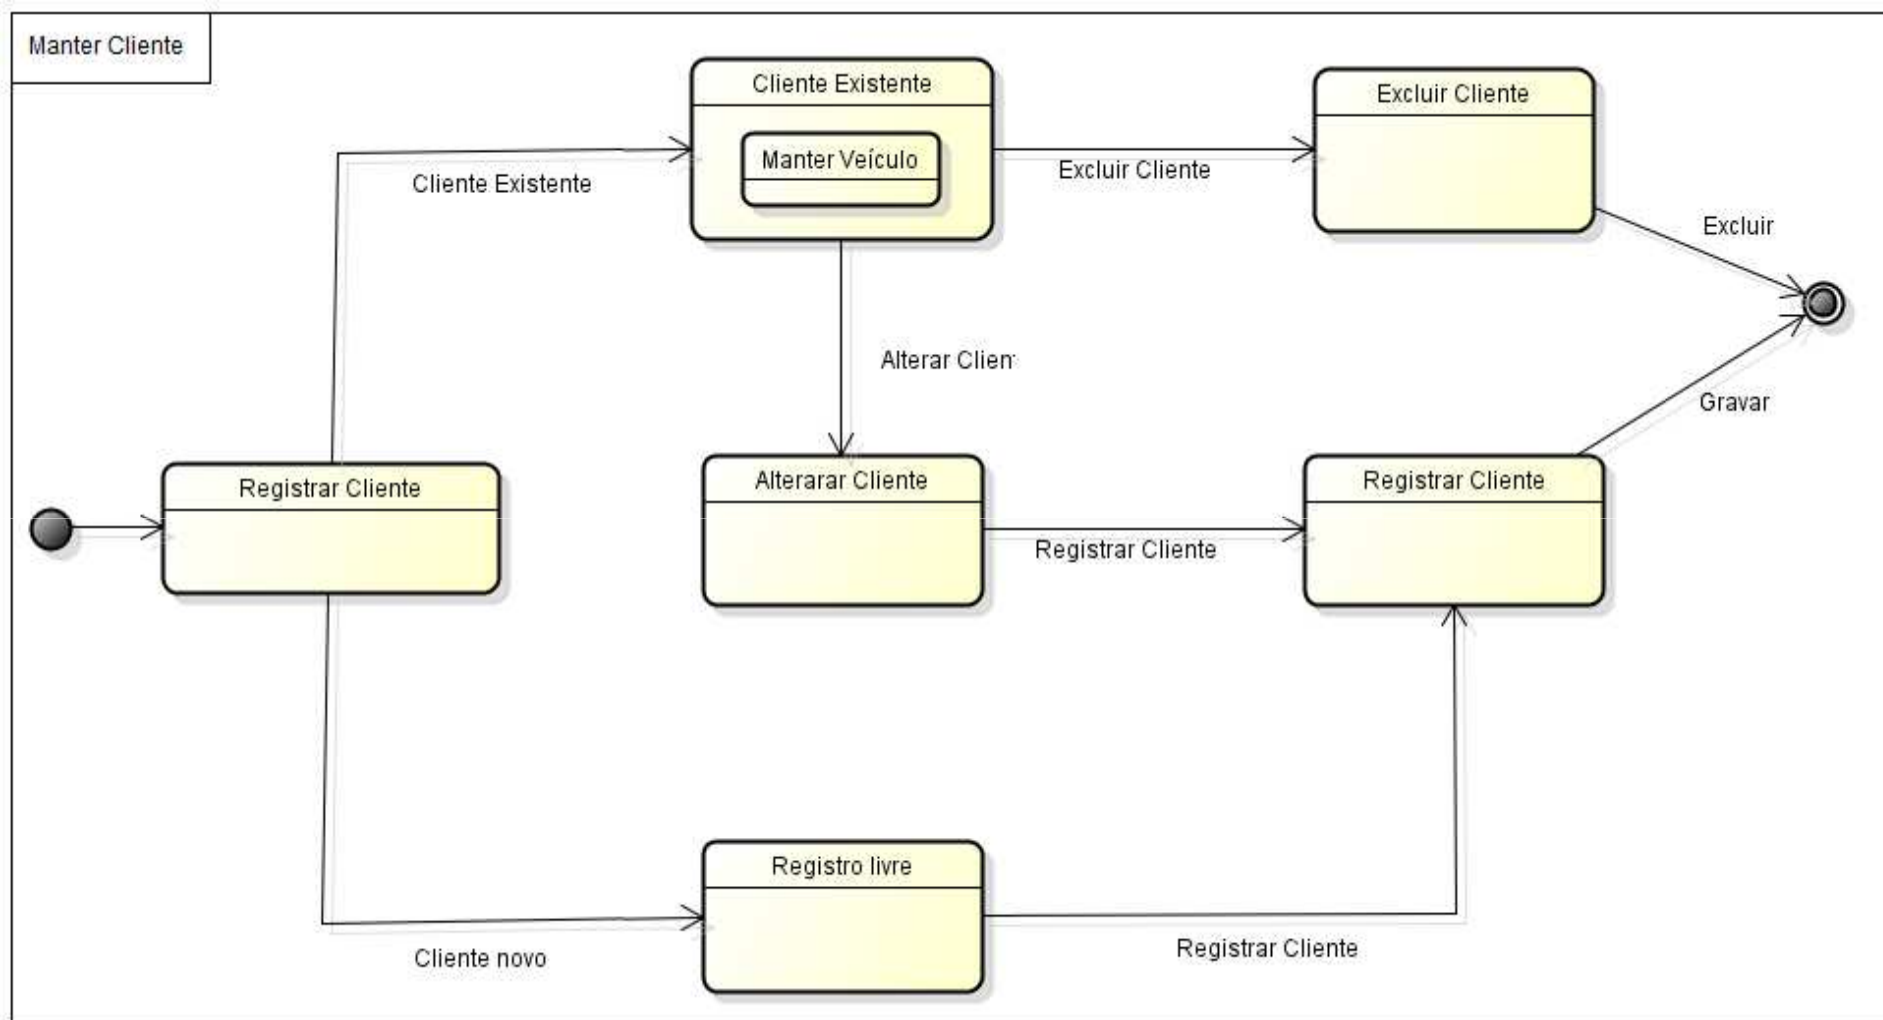 Manter Cliente
Cliente Existente
Manter Veículo
Excluir Cliente
Cliente Existente
Excluir Cliente
Excluir
Alterar Clien
Gravar
Registrar Cliente
Alterarar Cliente
Registrar Cliente
Registrar Cliente
Registro livre
Cliente novo
Registrar Cliente